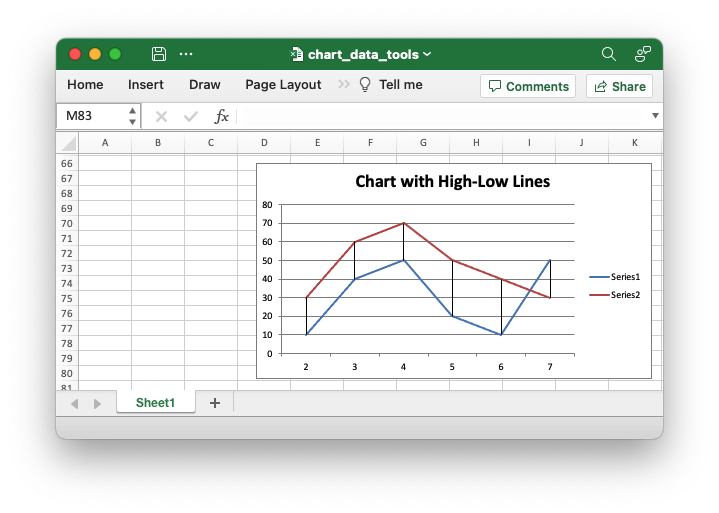 chart_data_tools
Home Insert Draw Page Layout >> Tell me Comments Share
M83 fx
A B C D E F G H I J K
66
67
68
69
70
71
72
73
74
75
76
77
78
79
80
81
Chart with High-Low Lines
80
70
60
50
40
30
20
10
0
2 3 4 5 6 7
Series1
Series2
Sheet1 +